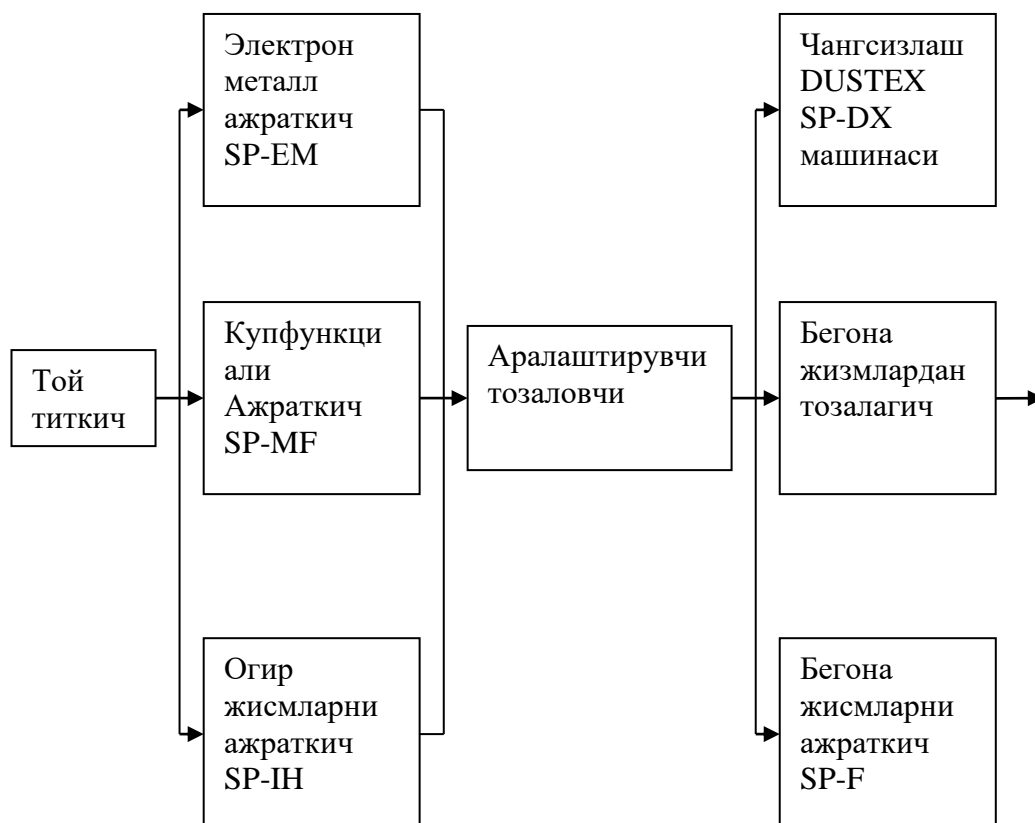 Той
титкич
Электрон
металл
ажраткич
SP-EM
Купфункци
али
Ажраткич
SP-MF
Огир
жисмларни
ажраткич
SP-IH
Аралаштирувчи
тозаловчи
Чангсизлаш
DUSTEX
SP-DX
машинаси
Бегона
жизмлардан
тозалагич
Бегона
жисмларни
ажраткич
SP-F